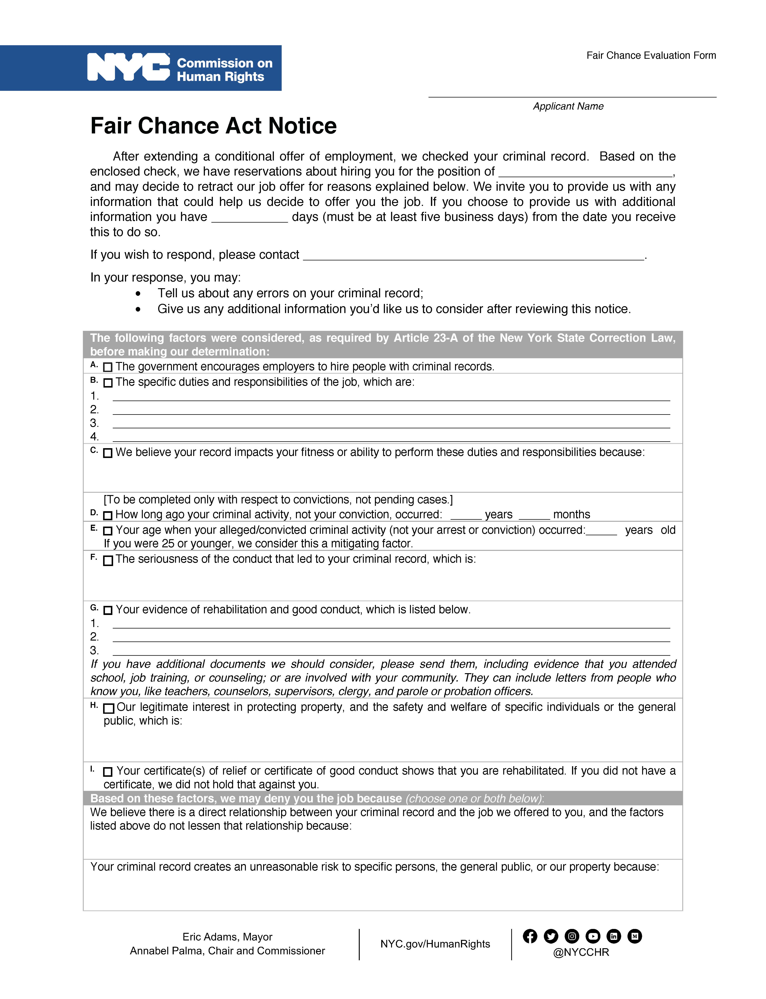 NYC Commission on
Human Rights
Fair Chance Evaluation Form
Applicant Name
Fair Chance Act Notice
After extending a conditional offer of employment, we checked your criminal record. Based on the
enclosed check, we have reservations about hiring you for the position of ____________________,
and may decide to retract our job offer for reasons explained below. We invite you to provide us with any
information that could help us decide to offer you the job. If you choose to provide us with additional
information you have ____________ days (must be at least five business days) from the date you receive
this to do so.
If you wish to respond, please contact ________________________________________.
In your response, you may:
• Tell us about any errors on your criminal record;
• Give us any additional information you’d like us to consider after reviewing this notice.
The following factors were considered, as required by Article 23-A of the New York State Correction Law,
before making our determination:
A. ☐ The government encourages employers to hire people with criminal records.
B. ☐ The specific duties and responsibilities of the job, which are:
1.
2.
3.
4.
C. ☐ We believe your record impacts your fitness or ability to perform these duties and responsibilities because:
[To be completed only with respect to convictions, not pending cases.]
D. ☐ How long ago your criminal activity, not your conviction, occurred: _____ years _____ months
E. ☐ Your age when your alleged/convicted criminal activity (not your arrest or conviction) occurred:_____ years old
If you were 25 or younger, we consider this a mitigating factor.
F. ☐ The seriousness of the conduct that led to your criminal record, which is:
G. ☐ Your evidence of rehabilitation and good conduct, which is listed below.
1.
2.
3.
If you have additional documents we should consider, please send them, including evidence that you attended
school, job training, or counseling; or are involved with your community. They can include letters from people who
know you, like teachers, counselors, supervisors, clergy, and parole or probation officers.
H. ☐ Our legitimate interest in protecting property, and the safety and welfare of specific individuals or the general
public, which is:
I. ☐ Your certificate(s) of relief or certificate of good conduct shows that you are rehabilitated. If you did not have a
certificate, we did not hold that against you.
Based on these factors, we may deny you the job because (choose one or both below):
We believe there is a direct relationship between your criminal record and the job we offered to you, and the factors
listed above do not lessen that relationship because:
Your criminal record creates an unreasonable risk to specific persons, the general public, or our property because:
Eric Adams, Mayor
Annabel Palma, Chair and Commissioner
NYC.gov/HumanRights
@NYCCHR